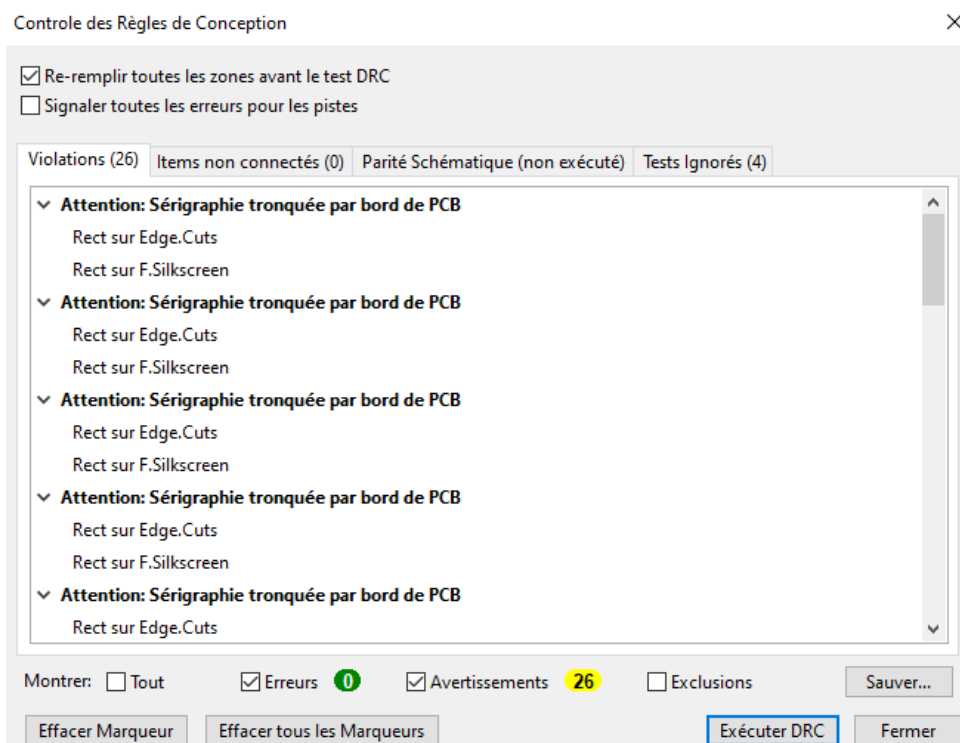 Controle des Règles de Conception
Re-remplir toutes les zones avant le test DRC
Signaler toutes les erreurs pour les pistes
Violations (26) Items non connectés (0) Parité Schématique (non exécuté) Tests Ignorés (4)
Attention: Sérigraphie tronquée par bord de PCB
Rect sur Edge.Cuts
Rect sur F.Silkscreen
Attention: Sérigraphie tronquée par bord de PCB
Rect sur Edge.Cuts
Rect sur F.Silkscreen
Attention: Sérigraphie tronquée par bord de PCB
Rect sur Edge.Cuts
Rect sur F.Silkscreen
Attention: Sérigraphie tronquée par bord de PCB
Rect sur Edge.Cuts
Rect sur F.Silkscreen
Attention: Sérigraphie tronquée par bord de PCB
Rect sur Edge.Cuts
Montrer: Tout Erreurs 0 Avertissements 26 Exclusions Sauver...
Effacer Marqueur Effacer tous les Marqueurs Exécuter DRC Fermer